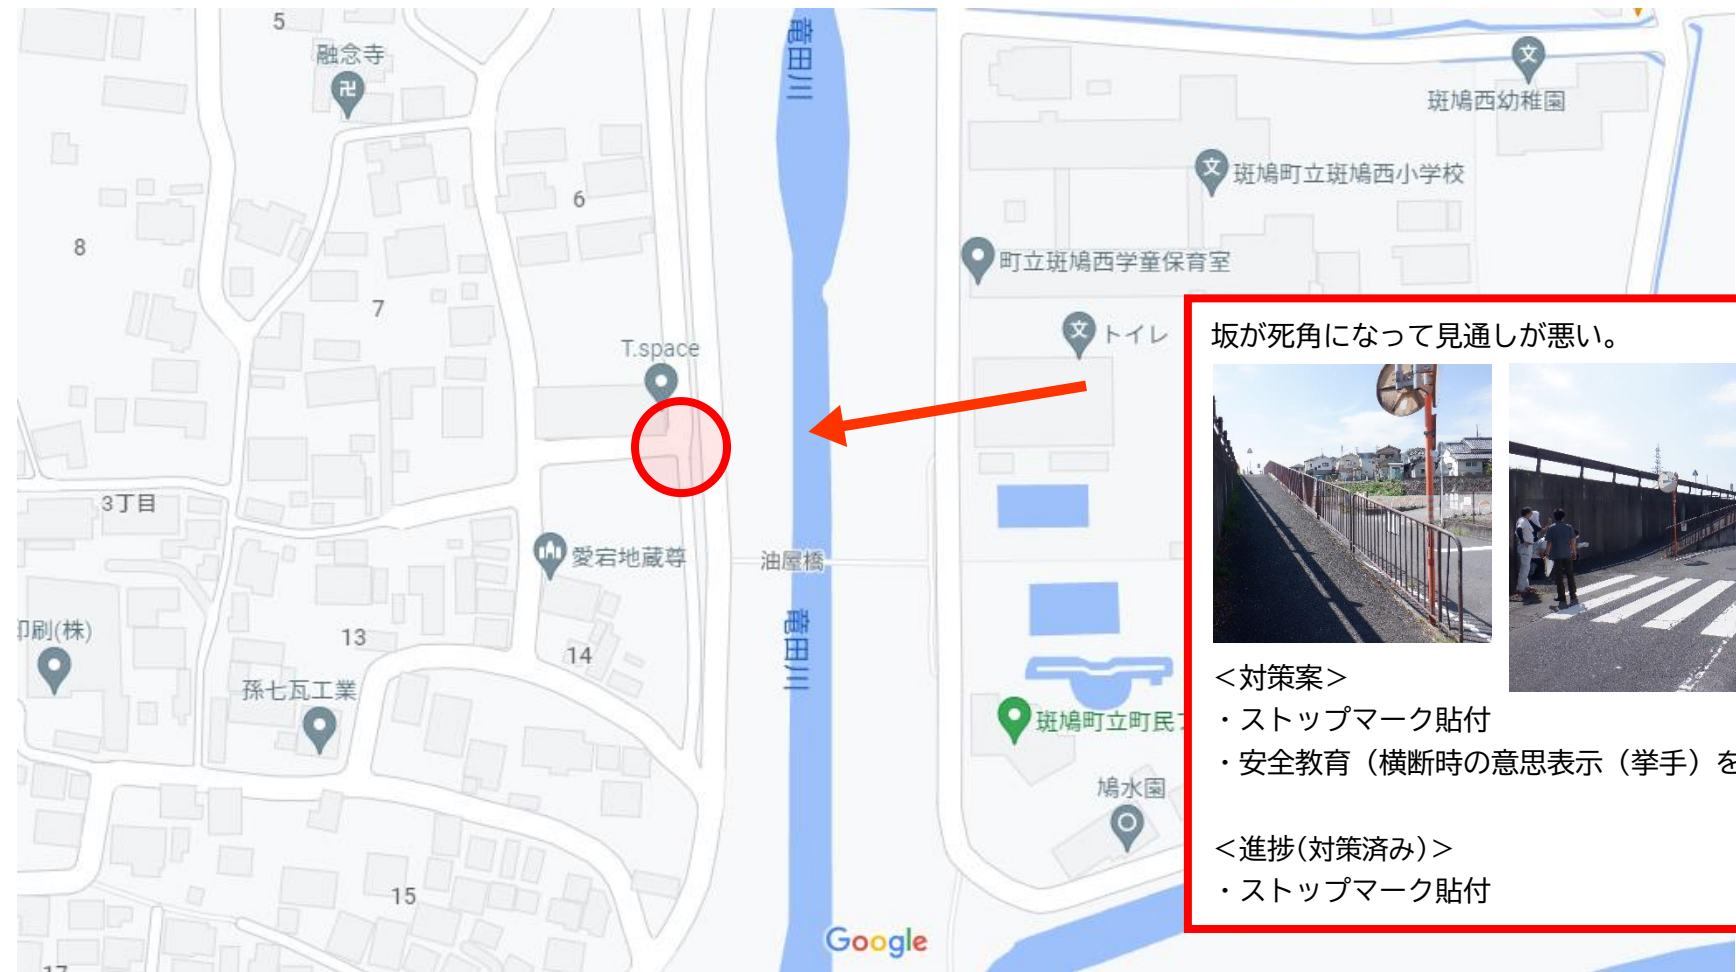 5
融念寺
竜田川
斑鳩西幼稚園
斑鳩町立斑鳩西小学校
6
8
町立斑鳩西学童保育室
7
トイレ
T.space
坂が死角になって見通しが悪い。
3丁目
愛宕地蔵尊
油屋橋
竜田川
印刷(株)
13
14
孫七瓦工業
斑鳩町立町民プ
<対策案>
・ストップマーク貼付
・安全教育（横断時の意思表示（挙手）を
鳩水園
<進捗(対策済み)>
・ストップマーク貼付
15
Google
17